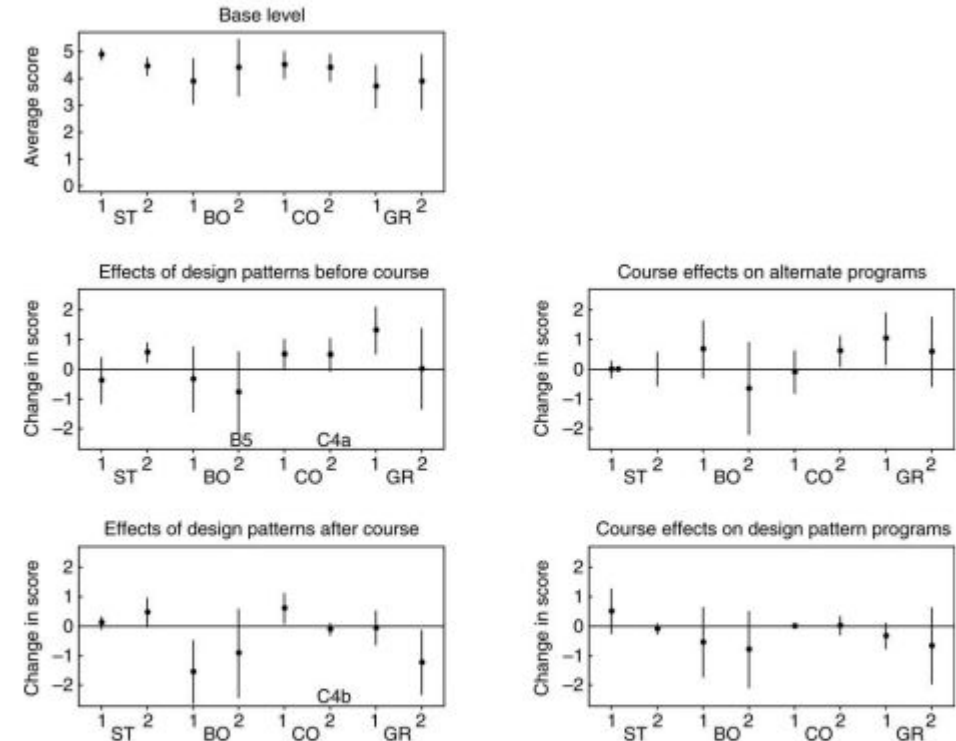 Base level
Average score
5
4
3
2
1
0
1 ST 2 1 BO 2 1 CO 2 1 GR 2
Effects of design patterns before course
Change in score
2
1
0
−1
−2
B5 C4a
1 ST 2 1 BO 2 1 CO 2 1 GR 2
Course effects on alternate programs
Change in score
2
1
0
−1
−2
1 ST 2 1 BO 2 1 CO 2 1 GR 2
Effects of design patterns after course
Change in score
2
1
0
−1
−2
C4b
1 ST 2 1 BO 2 1 CO 2 1 GR 2
Course effects on design pattern programs
Change in score
2
1
0
−1
−2
1 ST 2 1 BO 2 1 CO 2 1 GR 2